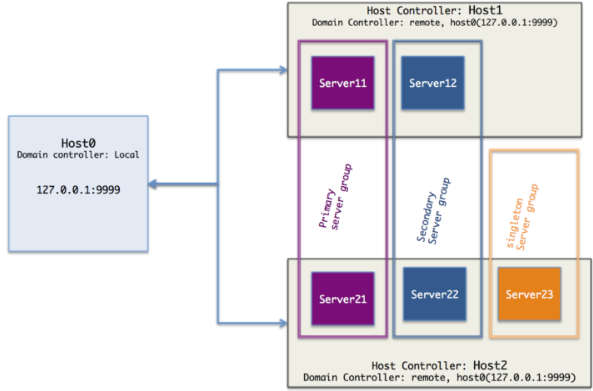 Host Controller: Host1
Domain Controller: remote, host0(127.0.0.1:9999)
Server11
Server12
Host0
Domain controller: Local
127.0.0.1:9999
Primary
server group
Secondary
Server group
singleton
Server group
Server21
Server22
Server23
Host Controller: Host2
Domain Controller: remote, host0(127.0.0.1:9999)